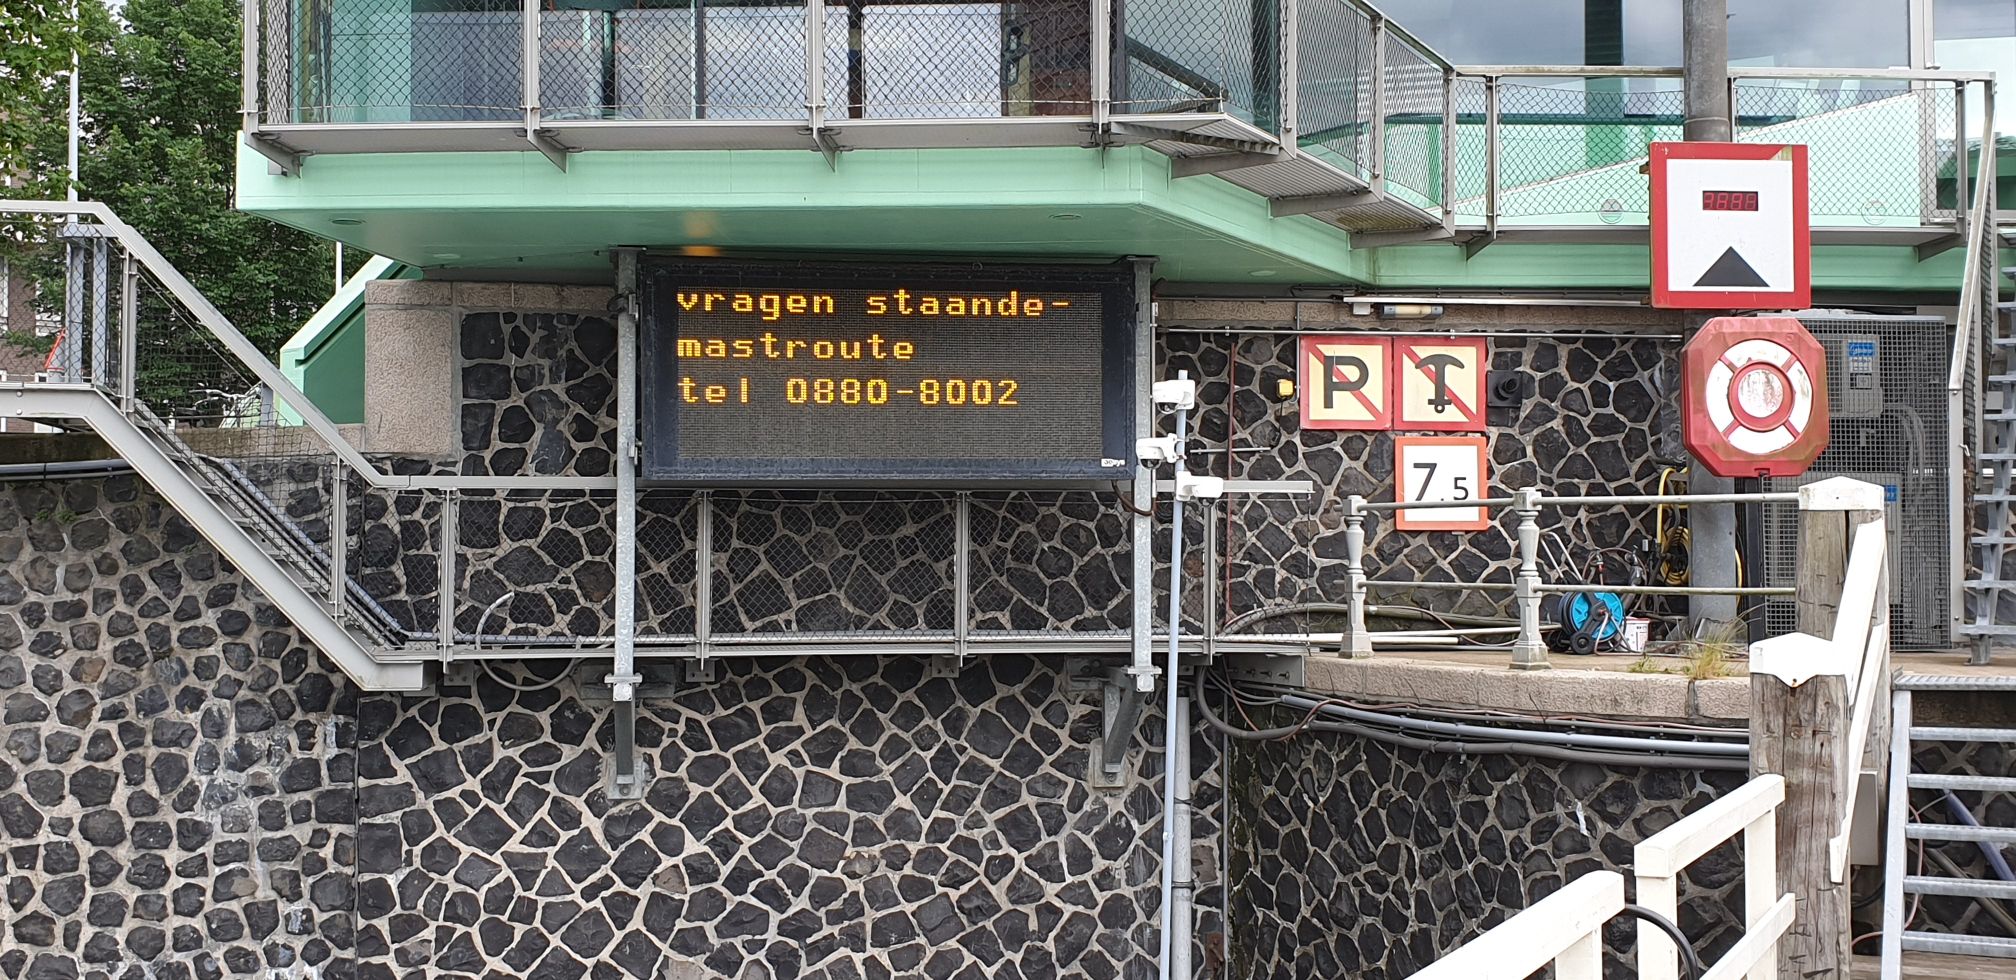 vragen staande-
mastroute
tel 0880-8002
P
7.5